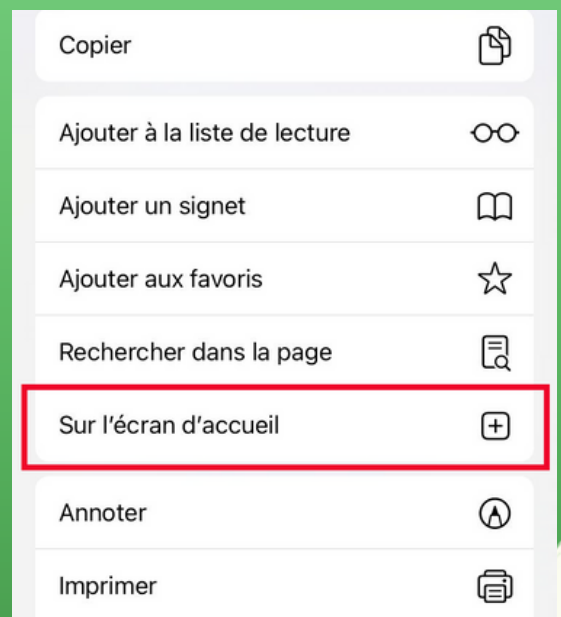 Copier
Ajouter à la liste de lecture
Ajouter un signet
Ajouter aux favoris
Rechercher dans la page
Sur l’écran d’accueil
Annoter
Imprimer